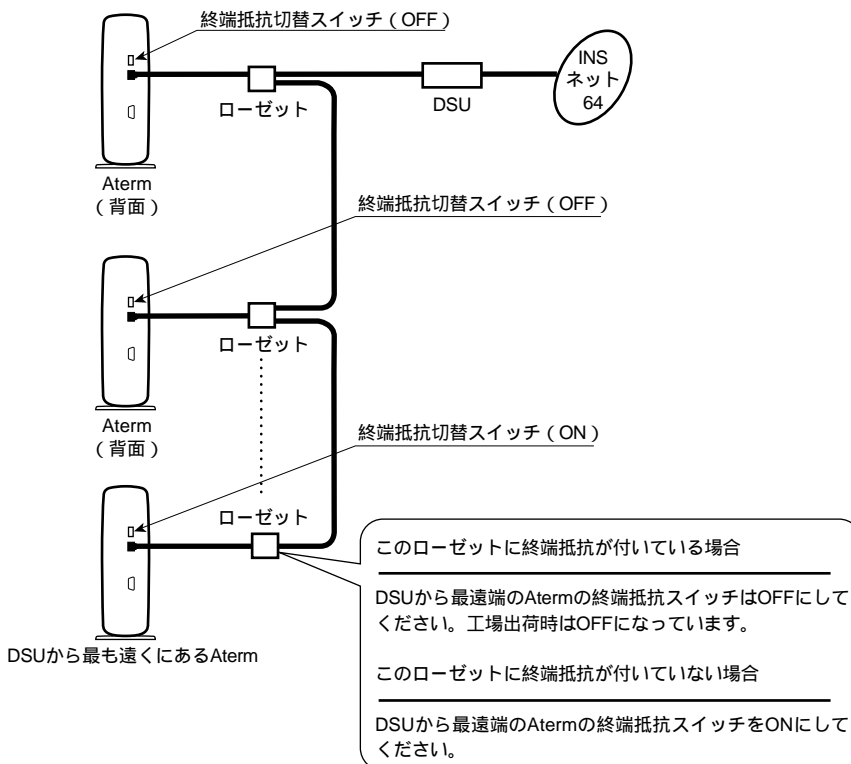 終端抵抗切替スイッチ(OFF)
INS
ネット
64
ローゼット
DSU
Aterm
(背面)
終端抵抗切替スイッチ(OFF)
ローゼット
Aterm
(背面)
終端抵抗切替スイッチ(ON)
ローゼット
DSUから最も遠くにあるAterm
このローゼットに終端抵抗が付いている場合
DSUから最遠端のAtermの終端抵抗スイッチはOFFにして
ください。工場出荷時はOFFになっています。
このローゼットに終端抵抗が付いていない場合
DSUから最遠端のAtermの終端抵抗スイッチをONにして
ください。